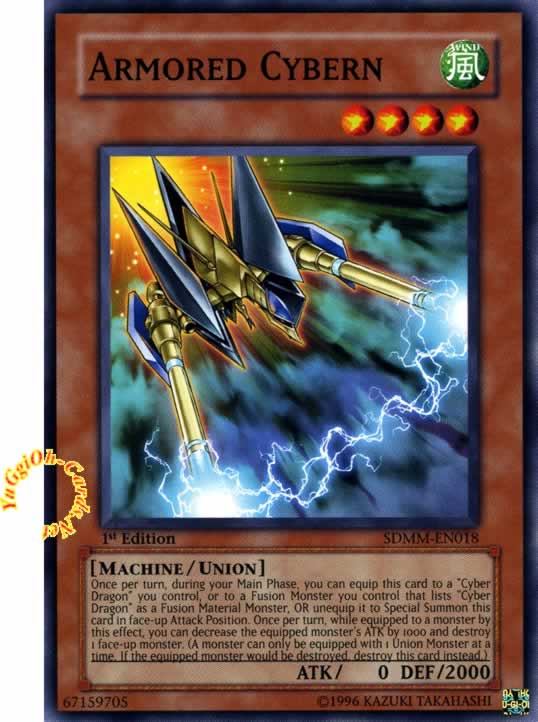 ARMORED CYBERN
WIND
風
1st Edition
SDMM-EN018
[MACHINE/UNION]
Once per turn, during your Main Phase, you can equip this card to a "Cyber
Dragon" you control, or to a Fusion Monster you control that lists "Cyber
Dragon" as a Fusion Material Monster, OR unequip it to Special Summon this
card in face-up Attack Position. Once per turn, while equipped to a monster by
this effect, you can decrease the equipped monster's ATK by 1000 and destroy
1 face-up monster. (A monster can only be equipped with 1 Union Monster at a
time. If the equipped monster would be destroyed, destroy this card instead.)
ATK/ 0 DEF/2000
67159705
©1996 KAZUKI TAKAHASHI
YuGgiOh-Cards.Net